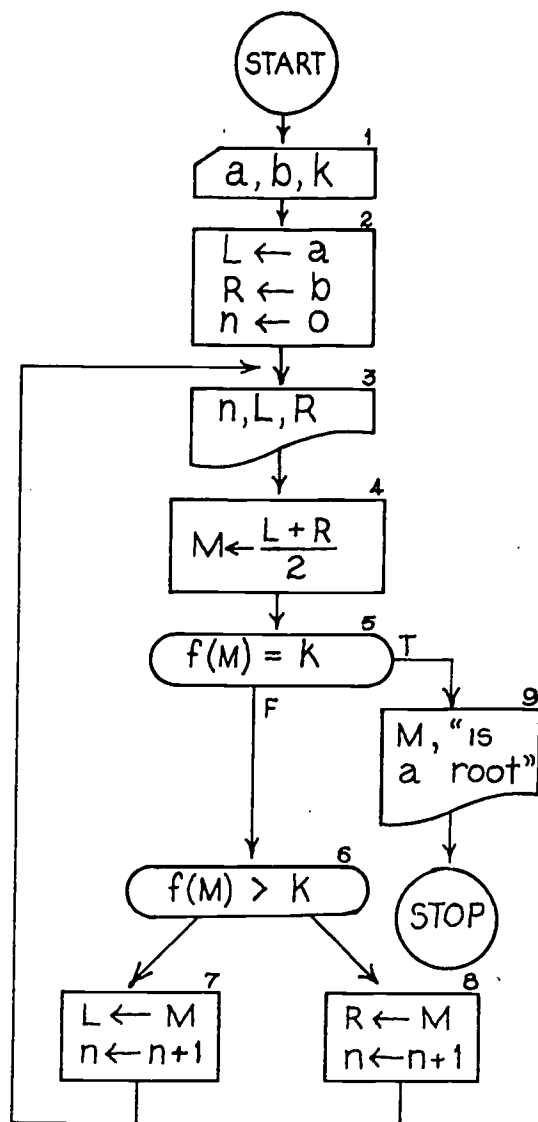 START
1
a, b, k
2
L ← a
R ← b
n ← 0
3
n, L, R
4
M ← L + R
2
5
f(M) = K
T
F
9
M, “is
a root”
6
f(M) > K
STOP
7
L ← M
n ← n+1
8
R ← M
n ← n+1